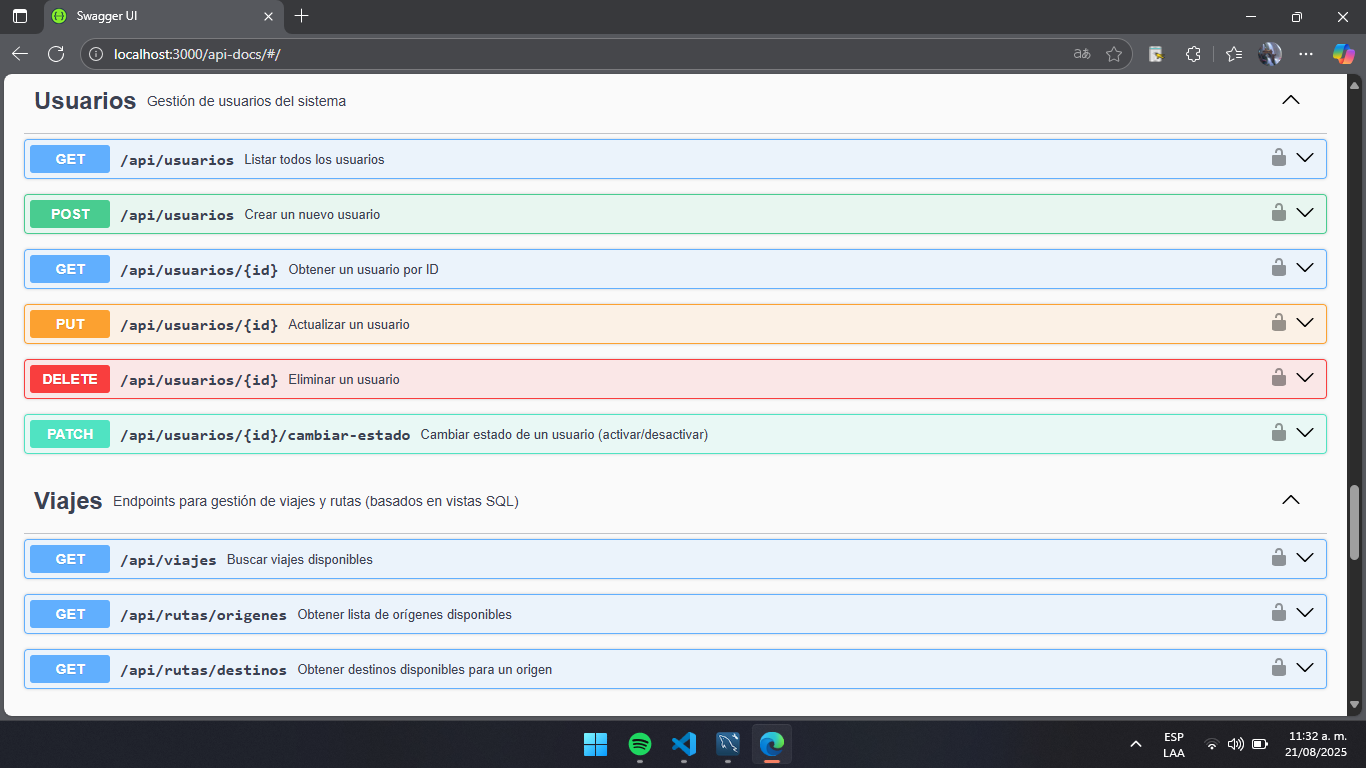 Swagger UI
localhost:3000/api-docs/#/
Usuarios Gestión de usuarios del sistema
GET /api/usuarios Listar todos los usuarios
POST /api/usuarios Crear un nuevo usuario
GET /api/usuarios/{id} Obtener un usuario por ID
PUT /api/usuarios/{id} Actualizar un usuario
DELETE /api/usuarios/{id} Eliminar un usuario
PATCH /api/usuarios/{id}/cambiar-estado Cambiar estado de un usuario (activar/desactivar)
Viajes Endpoints para gestión de viajes y rutas (basados en vistas SQL)
GET /api/viajes Buscar viajes disponibles
GET /api/rutas/origenes Obtener lista de orígenes disponibles
GET /api/rutas/destinos Obtener destinos disponibles para un origen
ESP 11:32 a. m.
LAA 21/08/2025